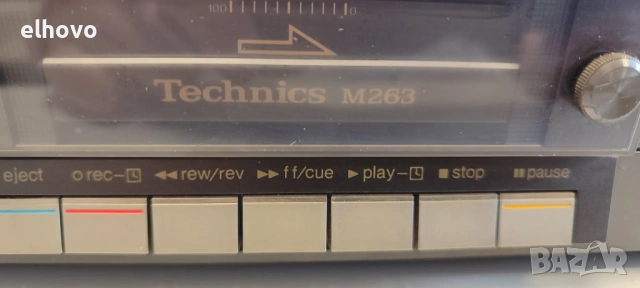 elhovo
100 0
Technics M263
eject ○ rec – ◀◀ rew/rev ▶▶ ff/cue ▶ play – ■ stop ▮▮ pause
BAZAR